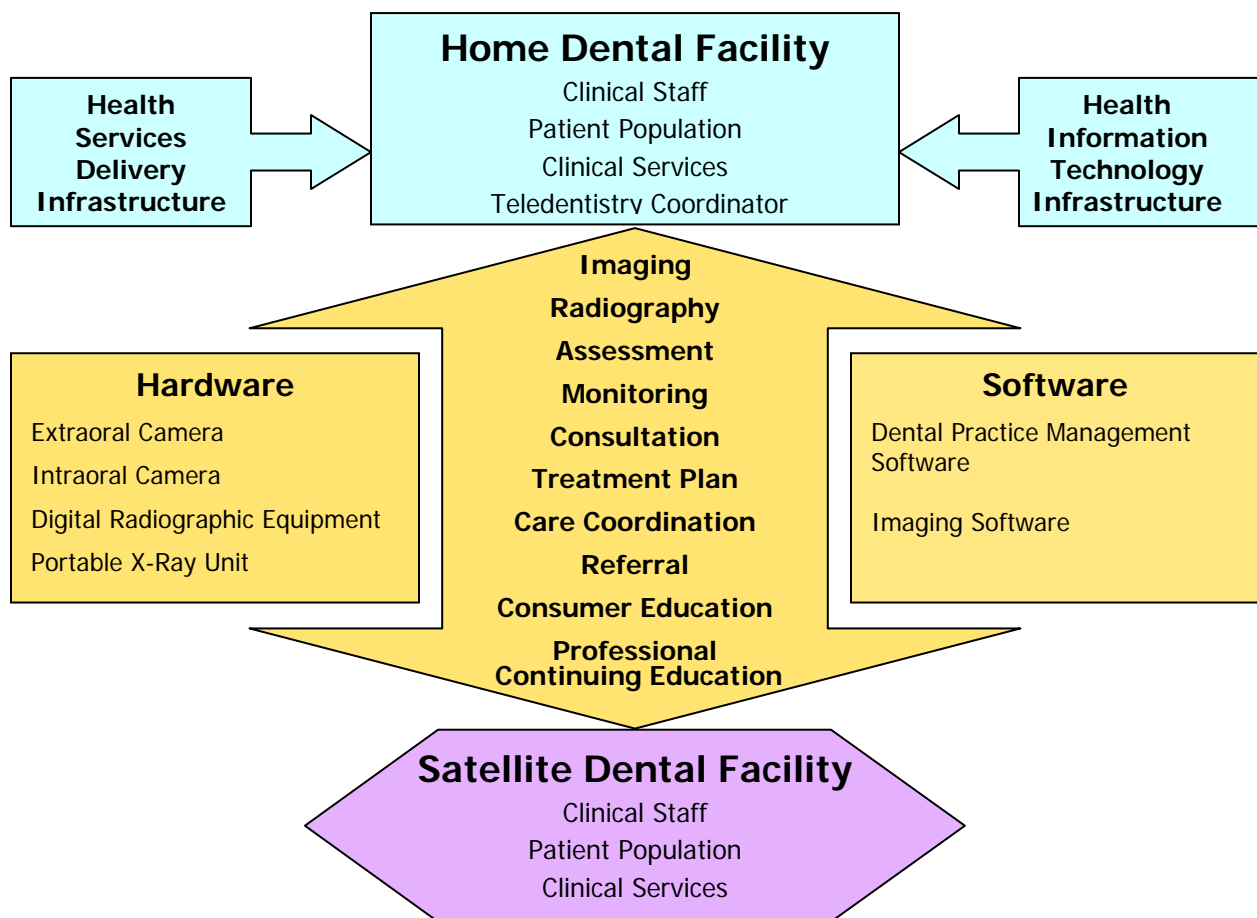 Home Dental Facility
Clinical Staff
Patient Population
Clinical Services
Teledentistry Coordinator
Health
Services
Delivery
Infrastructure
Health
Information
Technology
Infrastructure
Imaging
Radiography
Assessment
Monitoring
Consultation
Treatment Plan
Care Coordination
Referral
Consumer Education
Professional
Continuing Education
Hardware
Extraoral Camera
Intraoral Camera
Digital Radiographic Equipment
Portable X-Ray Unit
Software
Dental Practice Management
Software
Imaging Software
Satellite Dental Facility
Clinical Staff
Patient Population
Clinical Services